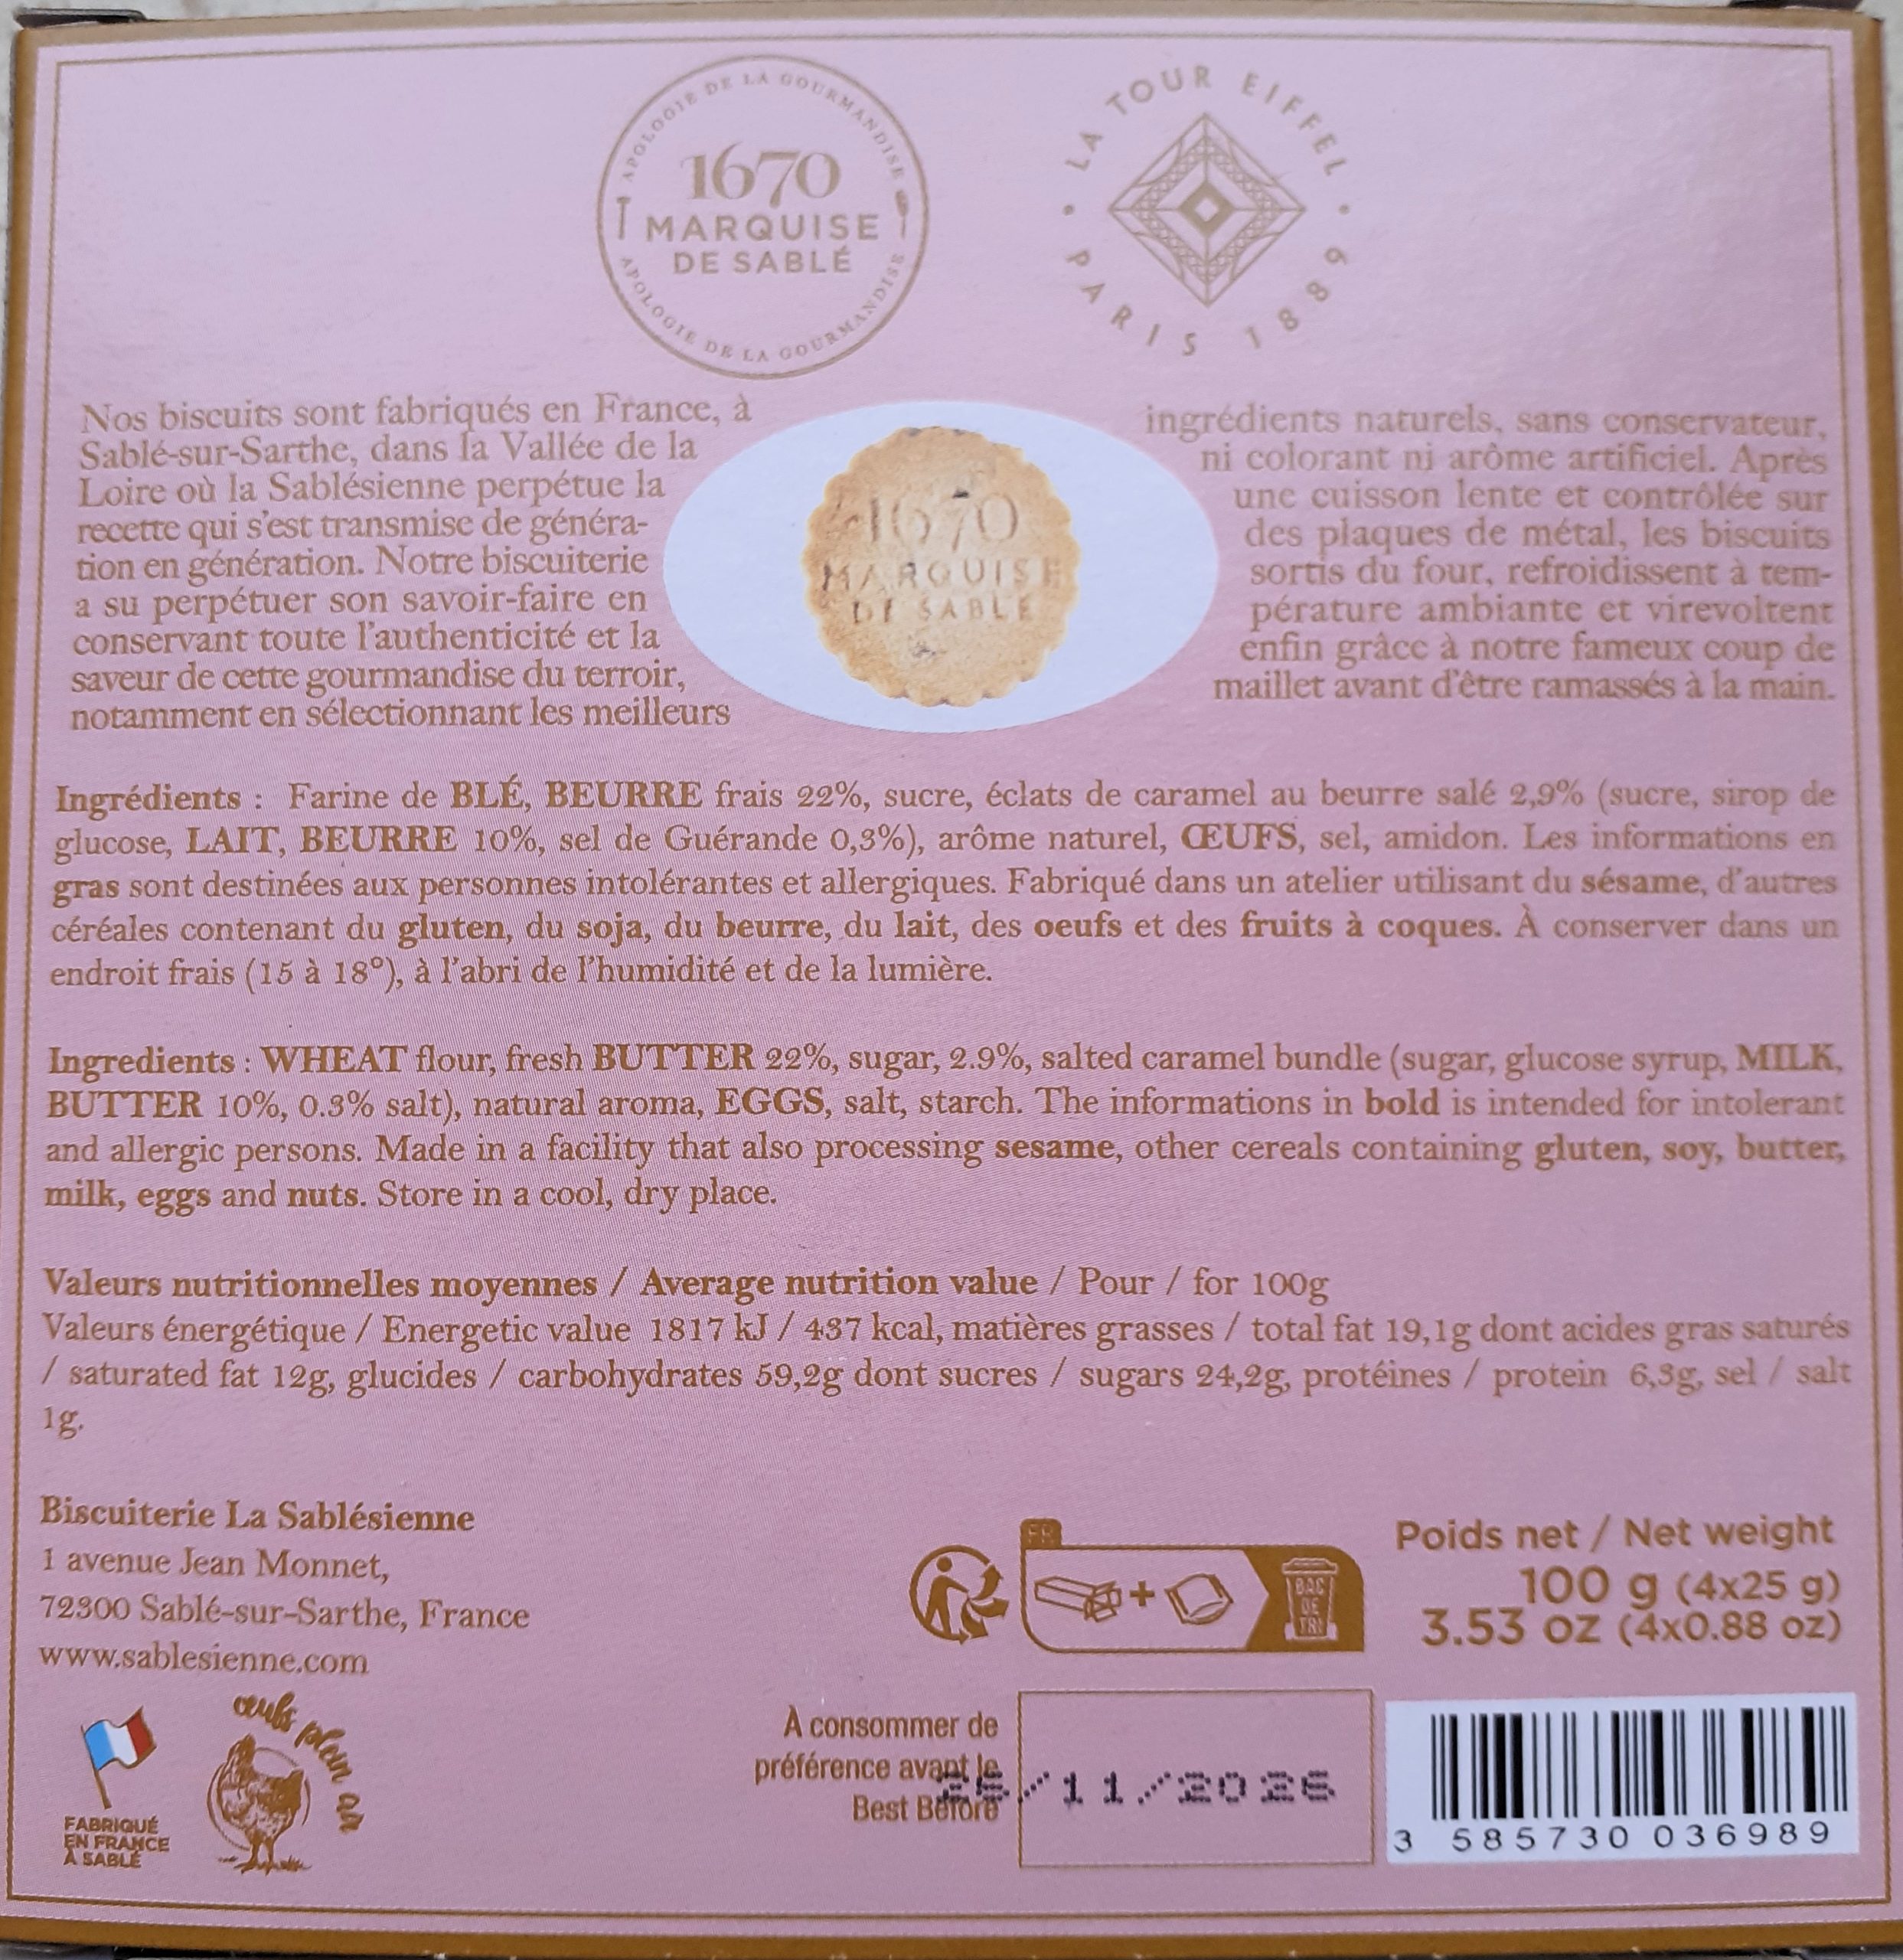 APOLOGIE DE LA GOURMANDISE
1670
MARQUISE
DE SABLÉ
APOLOGIE DE LA GOURMANDISE
LA TOUR EIFFEL
PARIS 1889
Nos biscuits sont fabriqués en France, à
Sablé-sur-Sarthe, dans la Vallée de la
Loire où la Sablésienne perpétue la
recette qui s'est transmise de généra-
tion en génération. Notre biscuiterie
a su perpétuer son savoir-faire en
conservant toute l'authenticité et la
saveur de cette gourmandise du terroir,
notamment en sélectionnant les meilleurs
1670
MARQUISE
DE SABLÉ
ingrédients naturels, sans conservateur,
ni colorant ni arôme artificiel. Après
une cuisson lente et contrôlée sur
des plaques de métal, les biscuits
sortis du four, refroidissent à tem-
pérature ambiante et virevoltent
enfin grâce à notre fameux coup de
maillet avant d'être ramassés à la main.
Ingrédients : Farine de BLÉ, BEURRE frais 22%, sucre, éclats de caramel au beurre salé 2,9% (sucre, sirop de
glucose, LAIT, BEURRE 10%, sel de Guérande 0,3%), arôme naturel, ŒUFS, sel, amidon. Les informations en
gras sont destinées aux personnes intolérantes et allergiques. Fabriqué dans un atelier utilisant du sésame, d'autres
céréales contenant du gluten, du soja, du beurre, du lait, des oeufs et des fruits à coques. À conserver dans un
endroit frais (15 à 18°), à l'abri de l'humidité et de la lumière.
Ingredients : WHEAT flour, fresh BUTTER 22%, sugar, 2.9%, salted caramel bundle (sugar, glucose syrup, MILK,
BUTTER 10%, 0.3% salt), natural aroma, EGGS, salt, starch. The informations in bold is intended for intolerant
and allergic persons. Made in a facility that also processing sesame, other cereals containing gluten, soy, butter,
milk, eggs and nuts. Store in a cool, dry place.
Valeurs nutritionnelles moyennes / Average nutrition value / Pour / for 100g
Valeurs énergétique / Energetic value 1817 kJ / 437 kcal, matières grasses / total fat 19,1g dont acides gras saturés
/ saturated fat 12g, glucides / carbohydrates 59,2g dont sucres / sugars 24,2g, protéines / protein 6,3g, sel / salt
1g.
Biscuiterie La Sablésienne
1 avenue Jean Monnet,
72300 Sablé-sur-Sarthe, France
www.sablesienne.com
FABRIQUÉ
EN FRANCE
À SABLÉ
œufs plein air
FR
+
BAC
DE
TRI
Poids net / Net weight
100 g (4x25 g)
3.53 oz (4x0.88 oz)
À consommer de
préférence avant le
Best Before
/11/2026
3 585730 036989